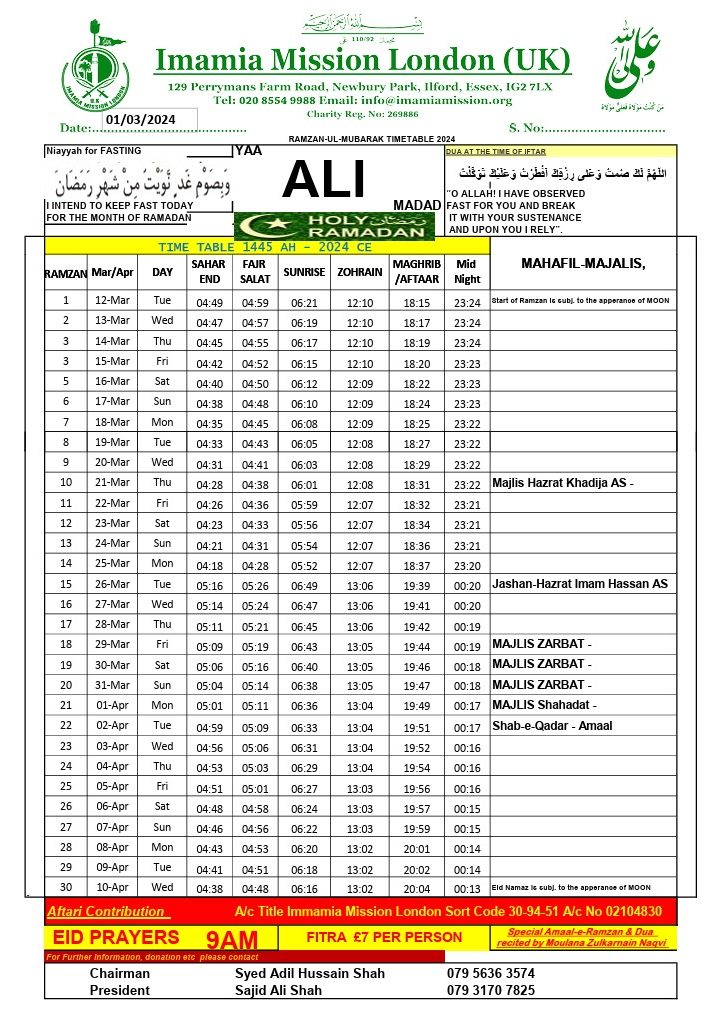 بسم الله الرحمن الرحيم
110/92
Imamia Mission London (UK)
129 Perrymans Farm Road, Newbury Park, Ilford, Essex, IG2 7LX
Tel: 020 8554 9988 Email: info@imamiamission.org
Charity Reg. No: 269886
U.K
IMAMIA MISSION LONDON
مَن كُنتُ مَولاهُ فَعَلِيٌّ مَولاهُ
Date:.......................................
01/03/2024
S. No:...............................
RAMZAN-UL-MUBARAK TIMETABLE 2024
Niayyah for FASTING
وَبِصَوْمِ غَدٍ نَّوَيْتُ مِنْ شَهْرِ رَمَضَانَ
I INTEND TO KEEP FAST TODAY
FOR THE MONTH OF RAMADAN
YAA
ALI
MADAD
HOLY رمضان
RAMADAN
DUA AT THE TIME OF IFTAR
اَللّهُمَّ لَكَ صُمتُ وَعَلى رِزقِكَ اَفْطَرْتُ وَعَلَيْكَ تَوَكَّلْتُ
"O ALLAH! I HAVE OBSERVED
FAST FOR YOU AND BREAK
IT WITH YOUR SUSTENANCE
AND UPON YOU I RELY".
TIME TABLE 1445 AH - 2024 CE
RAMZAN Mar/Apr DAY SAHAR END FAJR SALAT SUNRISE ZOHRAIN MAGHRIB /AFTAAR Mid Night MAHAFIL-MAJALIS,
1 12-Mar Tue 04:49 04:59 06:21 12:10 18:15 23:24 Start of Ramzan is subj. to the apperance of MOON
2 13-Mar Wed 04:47 04:57 06:19 12:10 18:17 23:24
3 14-Mar Thu 04:45 04:55 06:17 12:10 18:19 23:24
3 15-Mar Fri 04:42 04:52 06:15 12:10 18:20 23:23
5 16-Mar Sat 04:40 04:50 06:12 12:09 18:22 23:23
6 17-Mar Sun 04:38 04:48 06:10 12:09 18:24 23:23
7 18-Mar Mon 04:35 04:45 06:08 12:09 18:25 23:22
8 19-Mar Tue 04:33 04:43 06:05 12:08 18:27 23:22
9 20-Mar Wed 04:31 04:41 06:03 12:08 18:29 23:22
10 21-Mar Thu 04:28 04:38 06:01 12:08 18:31 23:22 Majlis Hazrat Khadija AS -
11 22-Mar Fri 04:26 04:36 05:59 12:07 18:32 23:21
12 23-Mar Sat 04:23 04:33 05:56 12:07 18:34 23:21
13 24-Mar Sun 04:21 04:31 05:54 12:07 18:36 23:21
14 25-Mar Mon 04:18 04:28 05:52 12:07 18:37 23:20
15 26-Mar Tue 05:16 05:26 06:49 13:06 19:39 00:20 Jashan-Hazrat Imam Hassan AS
16 27-Mar Wed 05:14 05:24 06:47 13:06 19:41 00:20
17 28-Mar Thu 05:11 05:21 06:45 13:06 19:42 00:19
18 29-Mar Fri 05:09 05:19 06:43 13:05 19:44 00:19 MAJLIS ZARBAT -
19 30-Mar Sat 05:06 05:16 06:40 13:05 19:46 00:18 MAJLIS ZARBAT -
20 31-Mar Sun 05:04 05:14 06:38 13:05 19:47 00:18 MAJLIS ZARBAT -
21 01-Apr Mon 05:01 05:11 06:36 13:04 19:49 00:17 MAJLIS Shahadat -
22 02-Apr Tue 04:59 05:09 06:33 13:04 19:51 00:17 Shab-e-Qadar - Amaal
23 03-Apr Wed 04:56 05:06 06:31 13:04 19:52 00:16
24 04-Apr Thu 04:53 05:03 06:29 13:04 19:54 00:16
25 05-Apr Fri 04:51 05:01 06:27 13:03 19:56 00:16
26 06-Apr Sat 04:48 04:58 06:24 13:03 19:57 00:15
27 07-Apr Sun 04:46 04:56 06:22 13:03 19:59 00:15
28 08-Apr Mon 04:43 04:53 06:20 13:02 20:01 00:14
29 09-Apr Tue 04:41 04:51 06:18 13:02 20:02 00:14
30 10-Apr Wed 04:38 04:48 06:16 13:02 20:04 00:13 Eid Namaz is subj. to the apperance of MOON
Aftari Contribution A/c Title Immamia Mission London Sort Code 30-94-51 A/c No 02104830
EID PRAYERS 9AM FITRA £7 PER PERSON Special Amaal-e-Ramzan & Dua
recited by Moulana Zulkarnain Naqvi
For Further Information, donation etc please contact
Chairman Syed Adil Hussain Shah 079 5636 3574
President Sajid Ali Shah 079 3170 7825